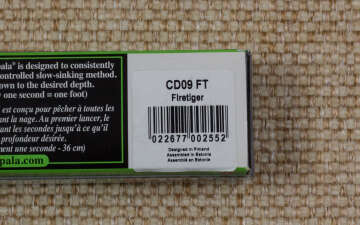 pala® is designed to consistently
controlled slow-sinking method.
own to the desired depth.
one second = one foot)
est conçu pour pêcher à toutes les
ant la nage. Au premier lancer, le
ant les secondes jusqu'à ce qu'il
profondeur désirée.
ment une seconde - 36 cm)
pala.com
CD09 FT
Firetiger
022677 002552
Designed in Finland
Assembled in Estonia
Assemblé en Estonie